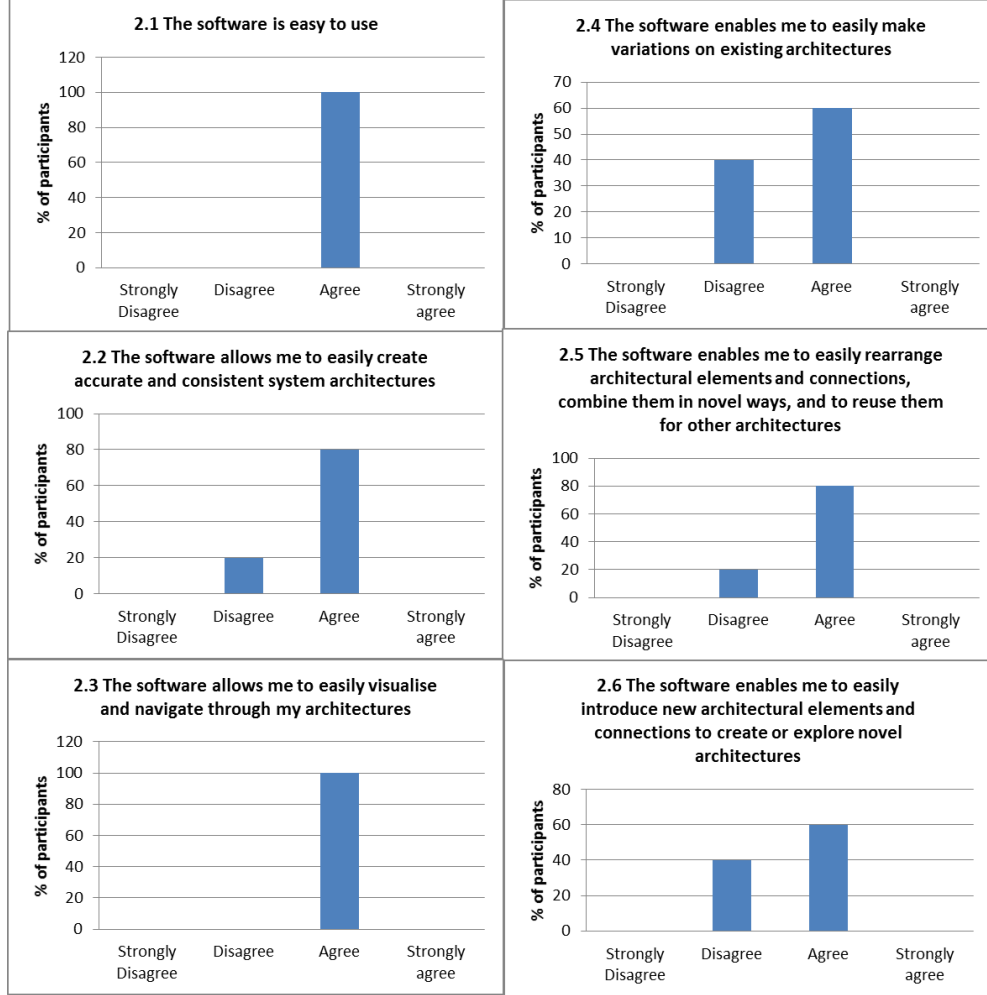 2.1 The software is easy to use
120
100
80
60
40
20
0
% of participants
Strongly
Disagree
Disagree
Agree
Strongly
agree
2.2 The software allows me to easily create
accurate and consistent system architectures
100
80
60
40
20
0
% of participants
Strongly
Disagree
Disagree
Agree
Strongly
agree
2.3 The software allows me to easily visualise
and navigate through my architectures
120
100
80
60
40
20
0
% of participants
Strongly
Disagree
Disagree
Agree
Strongly
agree
2.4 The software enables me to easily make
variations on existing architectures
70
60
50
40
30
20
10
0
% of participants
Strongly
Disagree
Disagree
Agree
Strongly
agree
2.5 The software enables me to easily rearrange
architectural elements and connections,
combine them in novel ways, and to reuse them
for other architectures
100
80
60
40
20
0
% of participants
Strongly
Disagree
Disagree
Agree
Strongly
agree
2.6 The software enables me to easily
introduce new architectural elements and
connections to create or explore novel
architectures
80
60
40
20
0
% of participants
Strongly
Disagree
Disagree
Agree
Strongly
agree